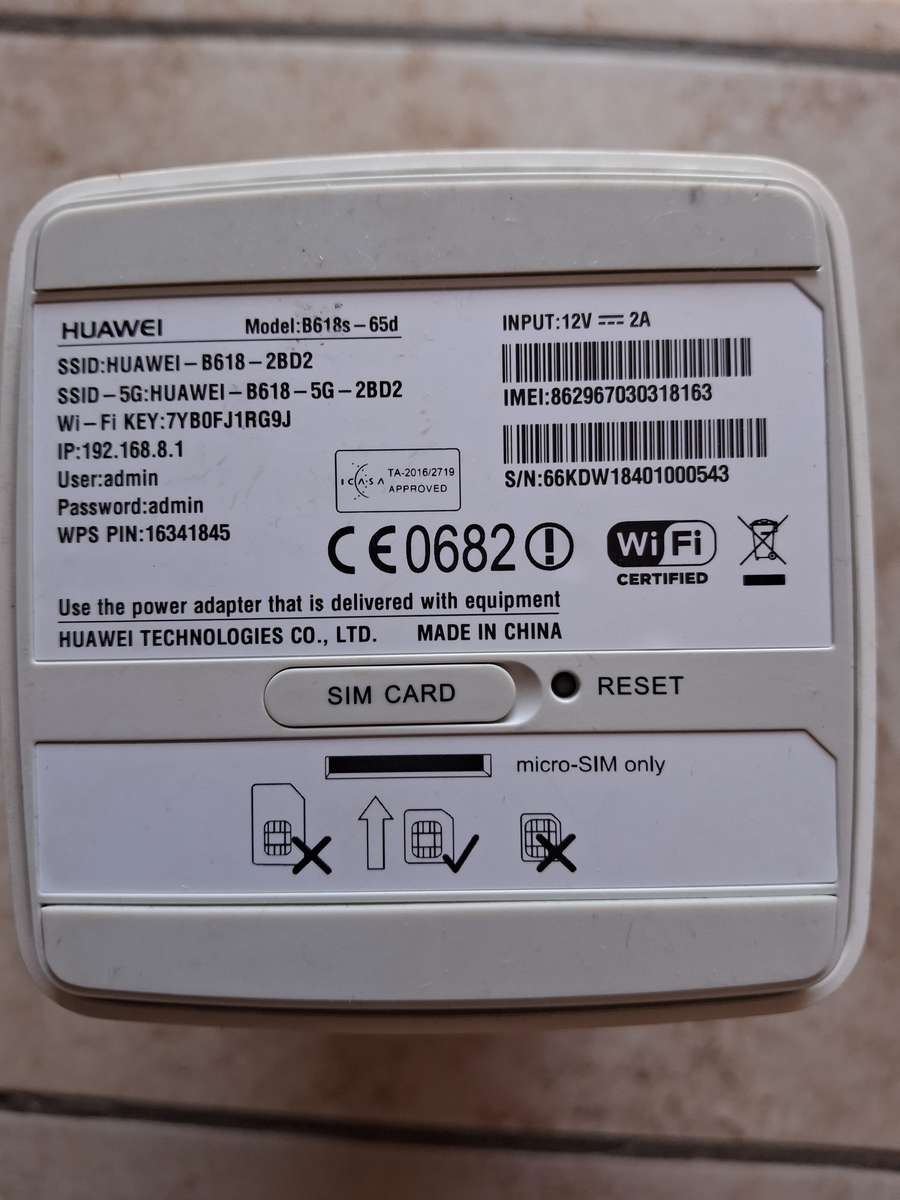 HUAWEI Model:B618s-65d
SSID:HUAWEI-B618-2BD2
SSID-5G:HUAWEI-B618-5G-2BD2
Wi-Fi KEY:7YB0FJ1RG9J
IP:192.168.8.1
User:admin
Password:admin
WPS PIN:16341845
INPUT:12V ⎓ 2A
IMEI:862967030318163
S/N:66KDW18401000543
ICASA
TA-2016/2719
APPROVED
CE0682
WiFi
CERTIFIED
Use the power adapter that is delivered with equipment
HUAWEI TECHNOLOGIES CO., LTD. MADE IN CHINA
SIM CARD
RESET
micro-SIM only